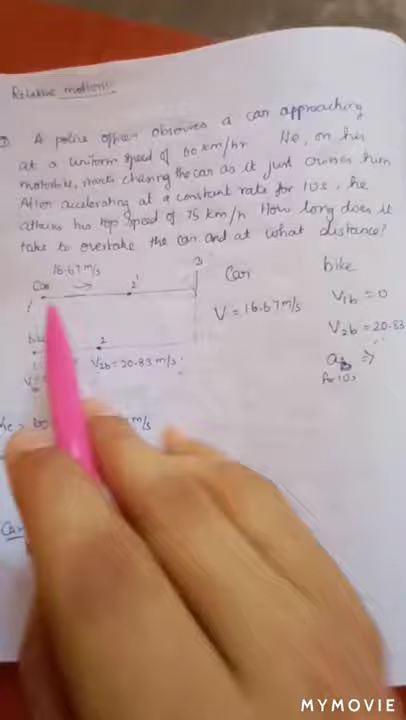 Relative motion:
A police officer observes a car approaching
at a uniform speed of 60 km/hr. He, on his
motorbike, starts chasing the car as it just crosses him
After accelerating at a constant rate for 10s, he
attains his top speed of 75 km/h How long does it
take to overtake the car and at what distance?
16.67 m/s
Car
1'
2'
3
2
V2b = 20.83 m/s
Car
V = 16.67 m/s
bike
V1b = 0
V2b = 20.83
ab ⇒
for 10s
m/s
MYMOVIE